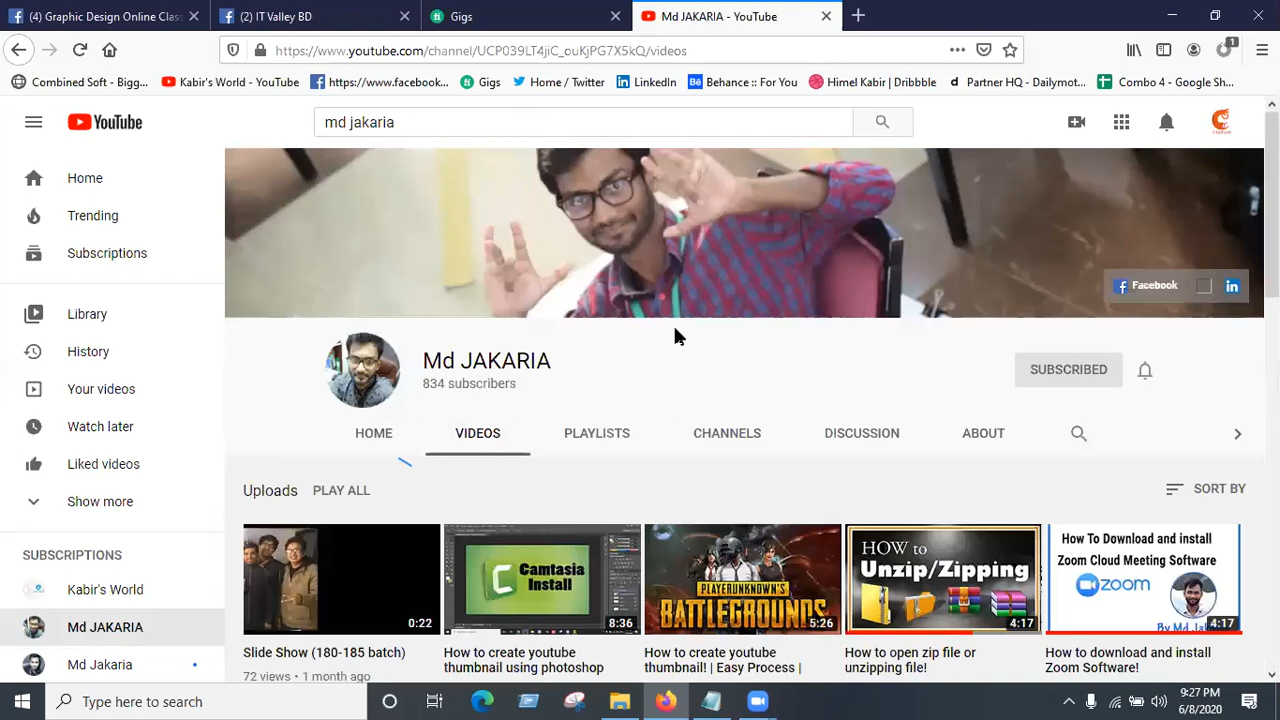 (4) Graphic Design Online Class
(2) IT Valley BD
Gigs
Md JAKARIA - YouTube
https://www.youtube.com/channel/UCP039LT4jiC_ouKjPG7X5kQ/videos
Combined Soft - Bigg...
Kabir's World - YouTube
https://www.facebook...
Gigs
Home / Twitter
LinkedIn
Behance :: For You
Himel Kabir | Dribbble
Partner HQ - Dailymot...
Combo 4 - Google Sh...
YouTube
md jakaria
Home
Trending
Subscriptions
Library
History
Your videos
Watch later
Liked videos
Show more
SUBSCRIPTIONS
Kabir's World
Md JAKARIA
Md Jakaria
Facebook
Md JAKARIA
834 subscribers
SUBSCRIBED
HOME
VIDEOS
PLAYLISTS
CHANNELS
DISCUSSION
ABOUT
Uploads
PLAY ALL
SORT BY
0:22
Slide Show (180-185 batch)
72 views • 1 month ago
Camtasia
Install
8:36
How to create youtube
thumbnail using photoshop
PLAYERUNKNOWN'S
BATTLEGROUNDS
5:26
How to create youtube
thumbnail! | Easy Process |
HOW to
Unzip/Zipping
4:17
How to open zip file or
unzipping file!
How To Download and install
Zoom Cloud Meeting Software
ZOOM
4:17
How to download and install
Zoom Software!
Type here to search
9:27 PM
6/8/2020